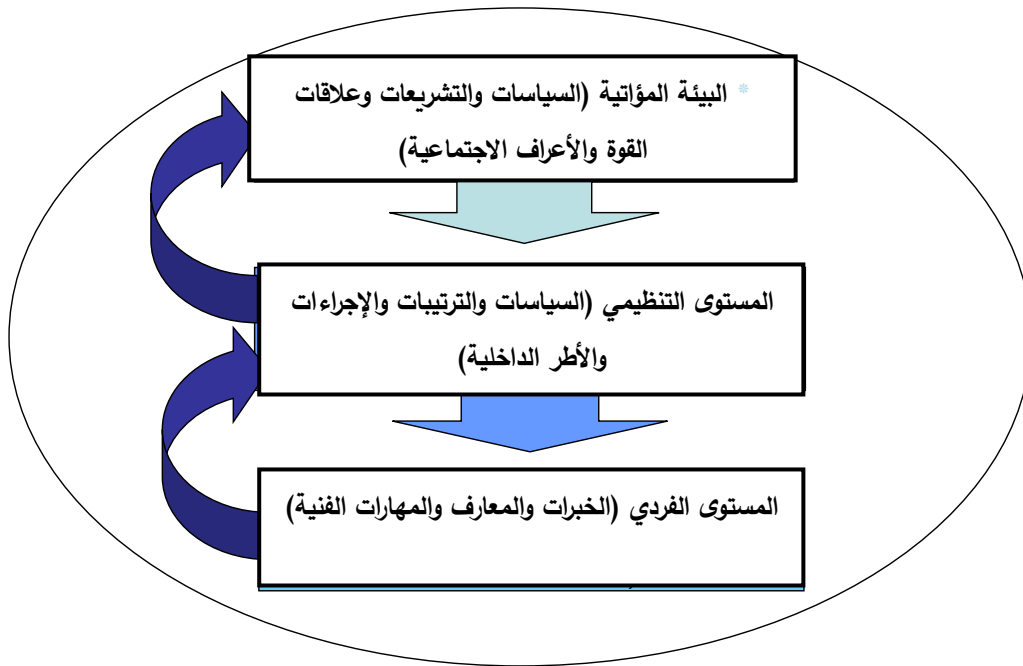 * البيئة المؤاتية (السياسات والتشريعات وعلاقات
القوة والأعراف الاجتماعية)
المستوى التنظيمي (السياسات والترتيبات والإجراءات
والأطر الداخلية)
المستوى الفردي (الخبرات والمعارف والمهارات الفنية)